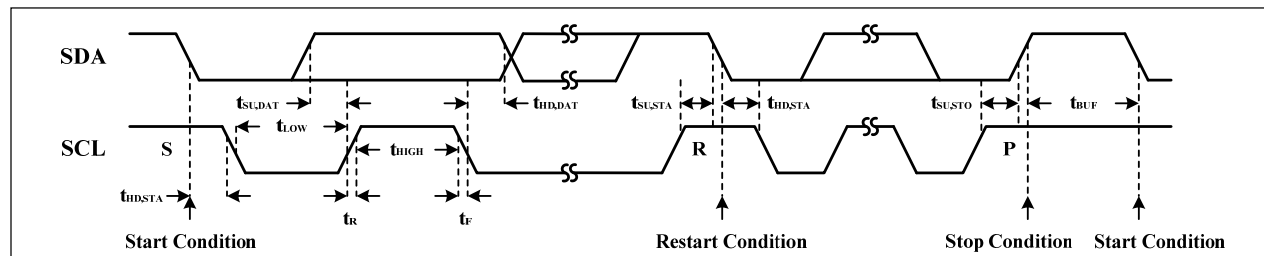 SDA
tSU,DAT
tHD,DAT
tSU,STA
tHD,STA
tSU,STO
tBUF
tLOW
SCL
S
tHIGH
R
P
tHD,STA
tR
tF
Start Condition
Restart Condition
Stop Condition
Start Condition